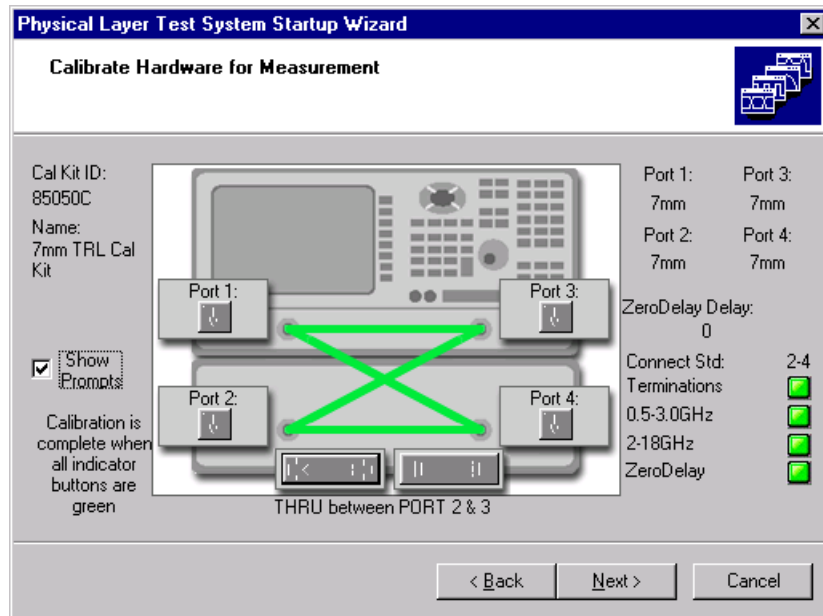 Physical Layer Test System Startup Wizard
Calibrate Hardware for Measurement
Cal Kit ID:
85050C
Name:
7mm TRL Cal
Kit
Show
Prompts
Calibration is
complete when
all indicator
buttons are
green
Port 1:
Port 3:
Port 2:
Port 4:
THRU between PORT 2 & 3
Port 1: Port 3:
7mm 7mm
Port 2: Port 4:
7mm 7mm
ZeroDelay Delay:
0
Connect Std: 2-4
Terminations
0.5-3.0GHz
2-18GHz
ZeroDelay
< Back
Next >
Cancel